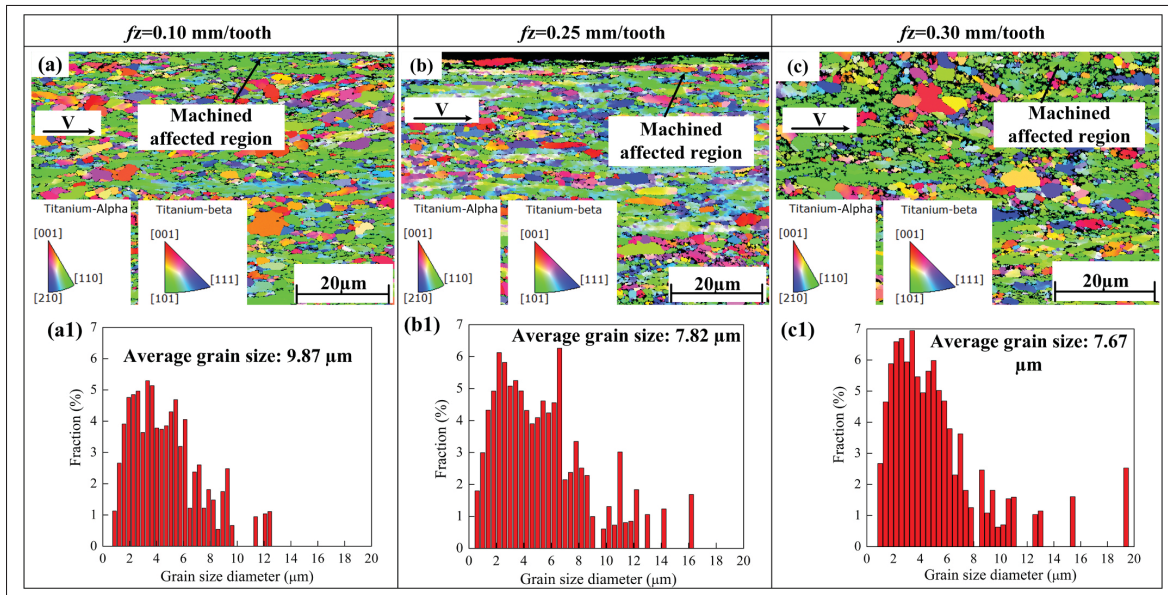 fz=0.10 mm/tooth
fz=0.25 mm/tooth
fz=0.30 mm/tooth
(a)
V
Machined
affected region
Titanium-Alpha
[001]
[110]
[210]
Titanium-beta
[001]
[111]
[101]
20μm
(b)
V
Machined
affected region
Titanium-Alpha
[001]
[110]
[210]
Titanium-beta
[001]
[111]
[101]
20μm
(c)
V
Machined
affected region
Titanium-Alpha
[001]
[110]
[210]
Titanium-beta
[001]
[111]
[101]
20μm
(a1)
Average grain size: 9.87 μm
Fraction (%)
7
6
5
4
3
2
1
0
0 2 4 6 8 10 12 14 16 18 20
Grain size diameter (μm)
(b1)
Average grain size: 7.82 μm
Fraction (%)
7
6
5
4
3
2
1
0
0 2 4 6 8 10 12 14 16 18 20
Grain size diameter (μm)
(c1)
Average grain size: 7.67
μm
Fraction (%)
7
6
5
4
3
2
1
0
0 2 4 6 8 10 12 14 16 18 20
Grain size diameter (μm)